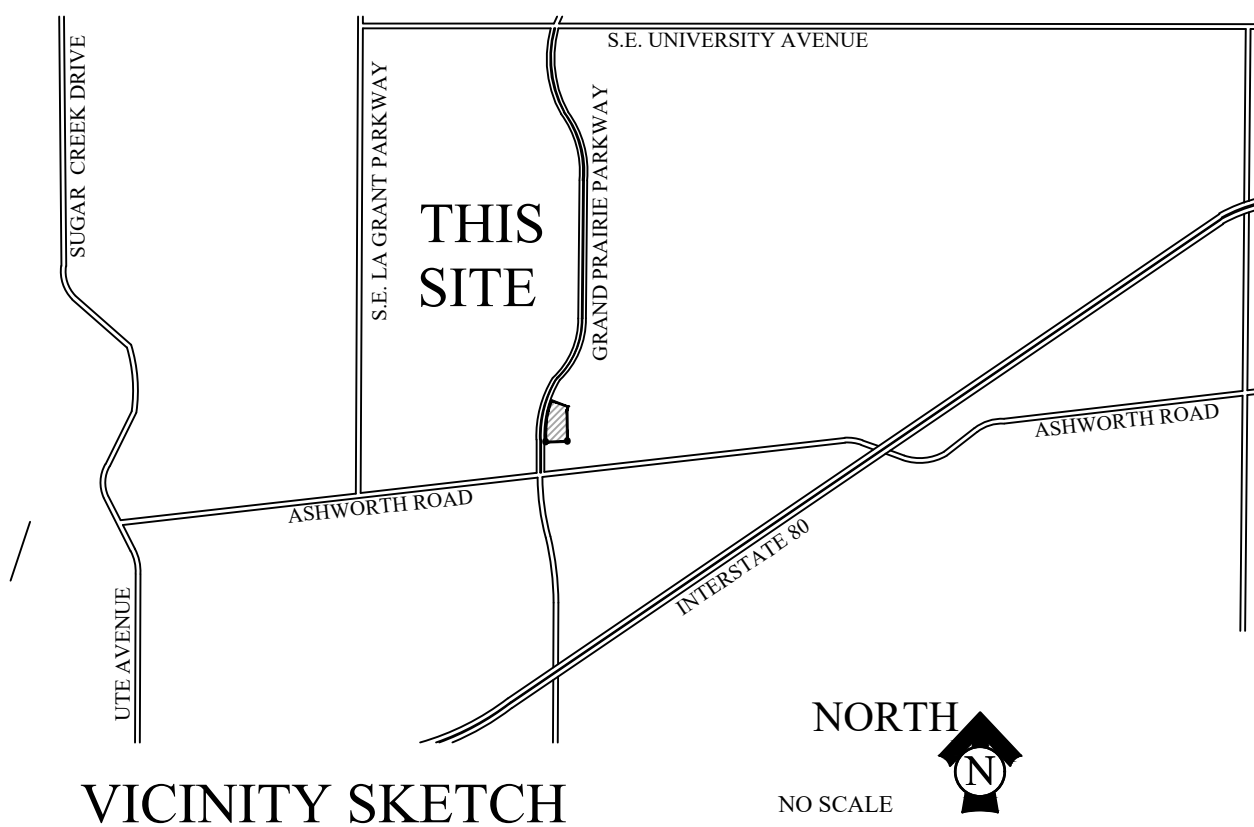 S.E. UNIVERSITY AVENUE
SUGAR CREEK DRIVE
S.E. LA GRANT PARKWAY
GRAND PRAIRIE PARKWAY
THIS
SITE
ASHWORTH ROAD
ASHWORTH ROAD
INTERSTATE 80
UTE AVENUE
NORTH
N
VICINITY SKETCH
NO SCALE